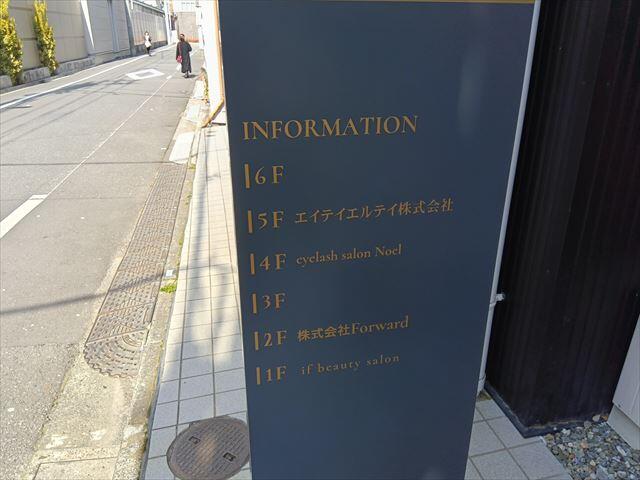 INFORMATION
6F
5F エイテイエルテイ株式会社
4F eyelash salon Noel
3F
2F 株式会社Forward
1F if beauty salon